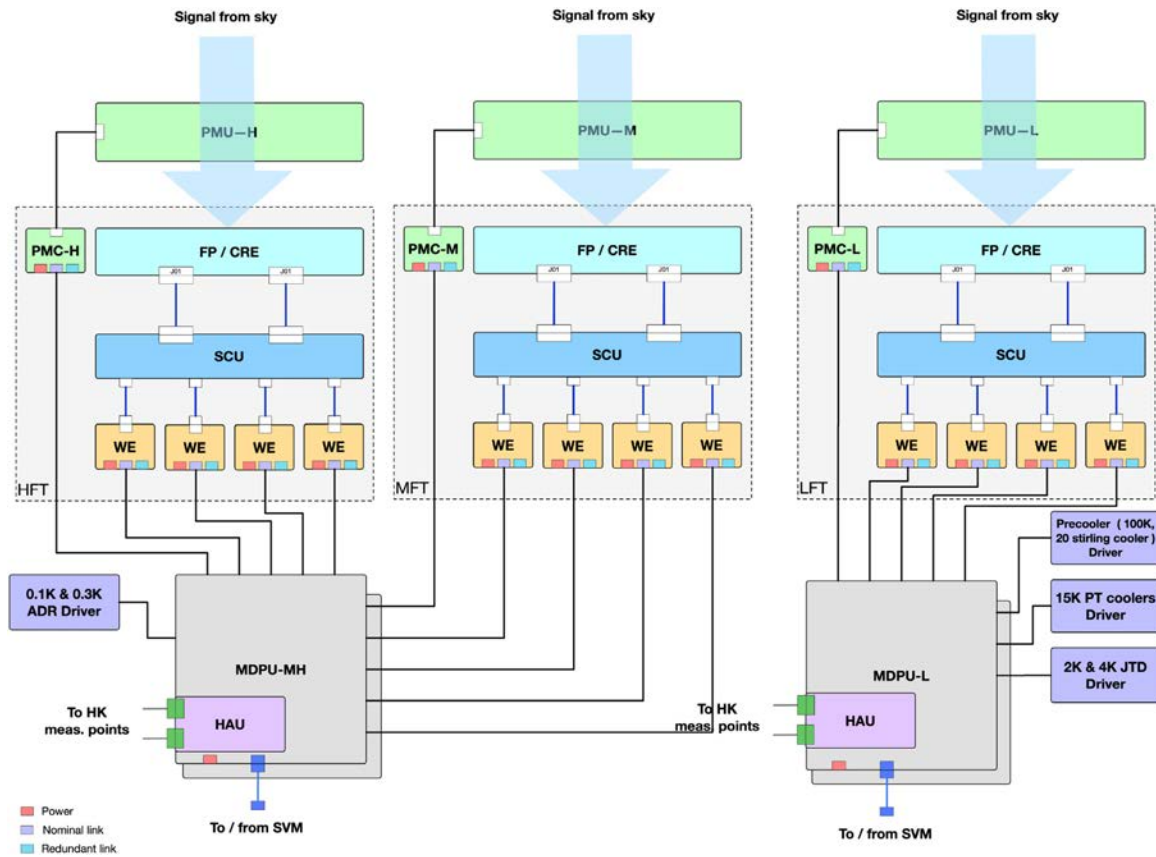 Signal from sky
Signal from sky
Signal from sky
PMU—H
PMU—M
PMU—L
PMC-H
FP / CRE
PMC-M
FP / CRE
PMC-L
FP / CRE
J01
J01
J01
J01
J01
J01
SCU
SCU
SCU
WE
WE
WE
WE
WE
WE
WE
WE
WE
WE
WE
WE
HFT
MFT
LFT
Precooler ( 100K,
20 stirling cooler )
Driver
0.1K & 0.3K
ADR Driver
15K PT coolers
Driver
MDPU-MH
MDPU-L
2K & 4K JTD
Driver
To HK
meas. points
HAU
To HK
meas. points
HAU
Power
Nominal link
Redundant link
To / from SVM
To / from SVM